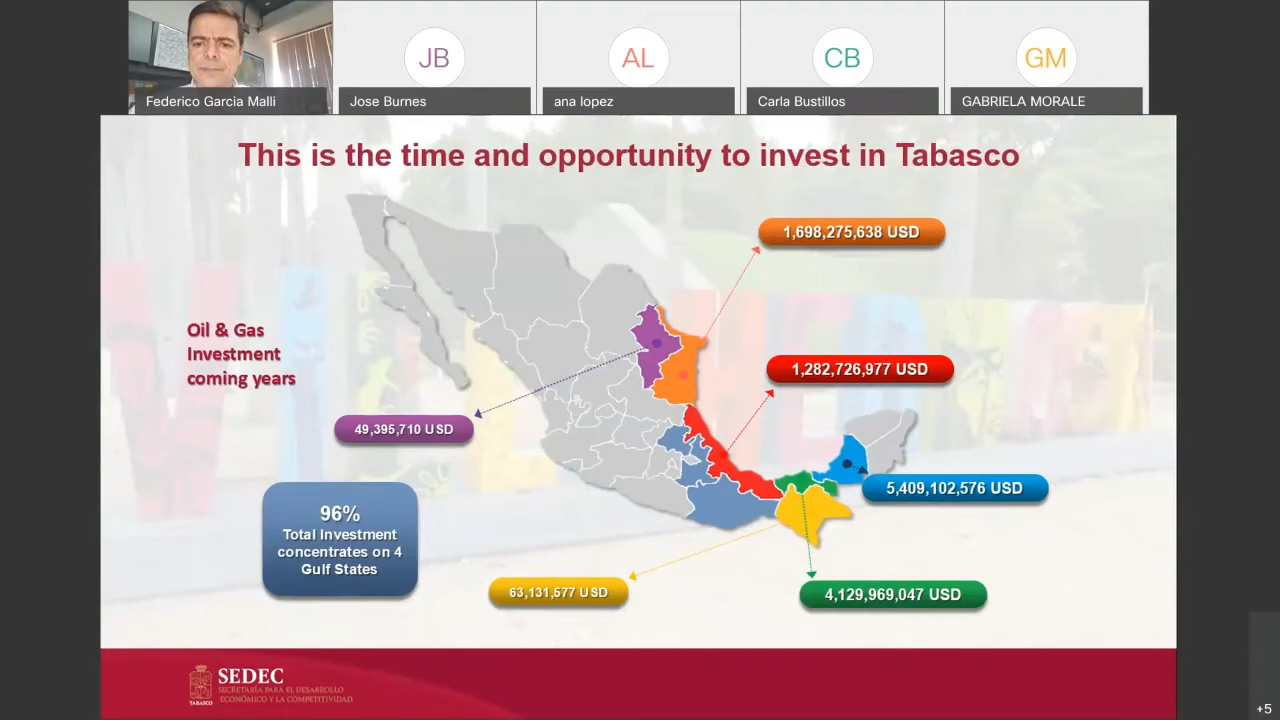 JB
AL
CB
GM
Federico Garcia Malli
Jose Burnes
ana lopez
Carla Bustillos
GABRIELA MORALE
This is the time and opportunity to invest in Tabasco
1,698,275,638 USD
Oil & Gas
Investment
coming years
1,282,726,977 USD
49,395,710 USD
5,409,102,576 USD
96%
Total Investment
concentrates on 4
Gulf States
63,131,577 USD
4,129,969,047 USD
SEDEC
SECRETARÍA PARA EL DESARROLLO
ECONÓMICO Y LA COMPETITIVIDAD
TABASCO
+5